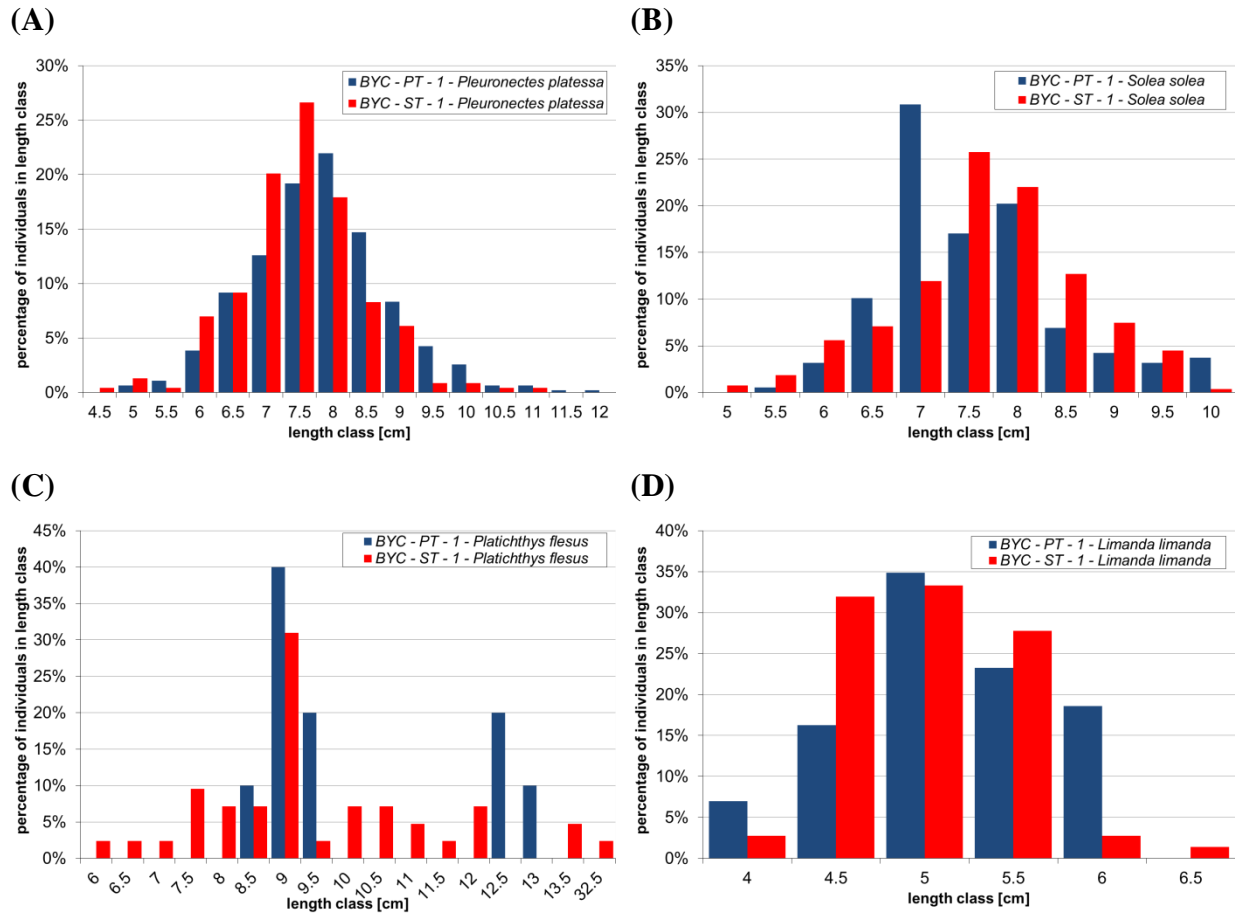 (A)
30%
25%
20%
15%
10%
5%
0%
percentage of individuals in length class
BYC - PT - 1 - Pleuronectes platessa
BYC - ST - 1 - Pleuronectes platessa
4.5 5 5.5 6 6.5 7 7.5 8 8.5 9 9.5 10 10.5 11 11.5 12
length class [cm]
(B)
35%
30%
25%
20%
15%
10%
5%
0%
percentage of individuals in length class
BYC - PT - 1 - Solea solea
BYC - ST - 1 - Solea solea
5 5.5 6 6.5 7 7.5 8 8.5 9 9.5 10
length class [cm]
(C)
45%
40%
35%
30%
25%
20%
15%
10%
5%
0%
percentage of individuals in length class
BYC - PT - 1 - Platichthys flesus
BYC - ST - 1 - Platichthys flesus
6 6.5 7 7.5 8 8.5 9 9.5 10 10.5 11 11.5 12 12.5 13 13.5 32.5
length class [cm]
(D)
40%
35%
30%
25%
20%
15%
10%
5%
0%
percentage of individuals in length class
BYC - PT - 1 - Limanda limanda
BYC - ST - 1 - Limanda limanda
4 4.5 5 5.5 6 6.5
length class [cm]